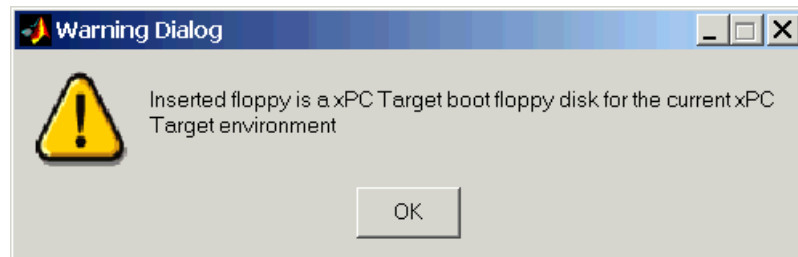 Warning Dialog
Inserted floppy is a xPC Target boot floppy disk for the current xPC
Target environment
OK